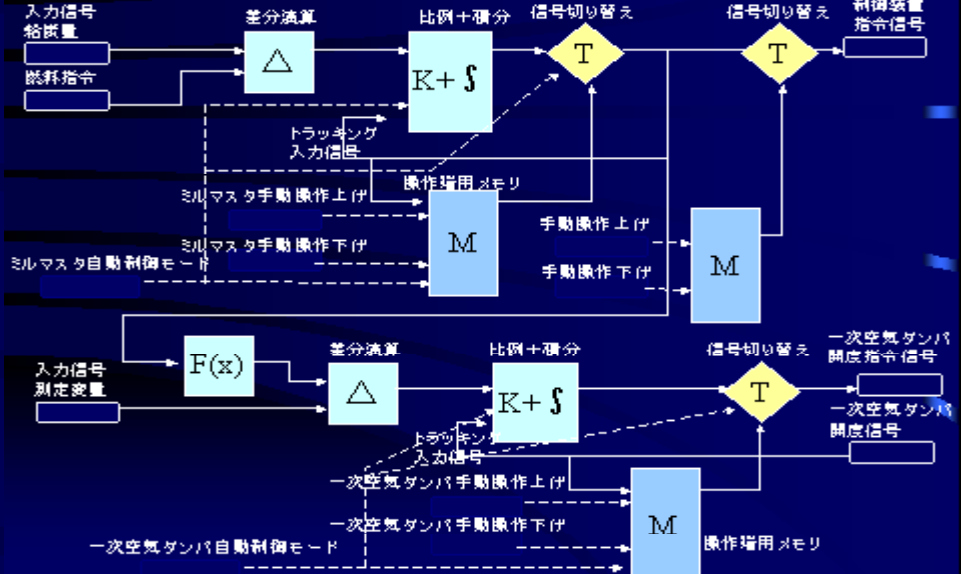 入力信号
給炭量
差分演算
比例+積分
信号切り替え
信号切り替え
制御装置
指令信号
△
K+∫
T
T
燃料指令
トラッキング
入力信号
操作端用メモリ
ミルマスタ手動操作上げ
M
手動操作上げ
ミルマスタ手動操作下げ
M
ミルマスタ自動制御モード
手動操作下げ
F(x)
差分演算
比例+積分
信号切り替え
一次空気ダンパ
開度指令信号
入力信号
測定変量
△
K+∫
T
一次空気ダンパ
開度信号
トラッキング
入力信号
一次空気ダンパ手動操作上げ
一次空気ダンパ手動操作下げ
M
操作端用メモリ
一次空気ダンパ自動制御モード